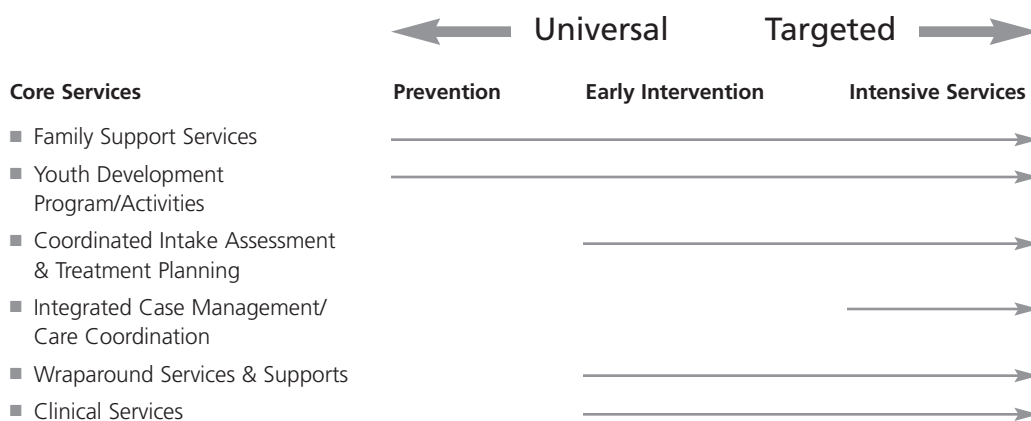 Universal Targeted
Core Services Prevention Early Intervention Intensive Services
■ Family Support Services
■ Youth Development
Program/Activities
■ Coordinated Intake Assessment
& Treatment Planning
■ Integrated Case Management/
Care Coordination
■ Wraparound Services & Supports
■ Clinical Services